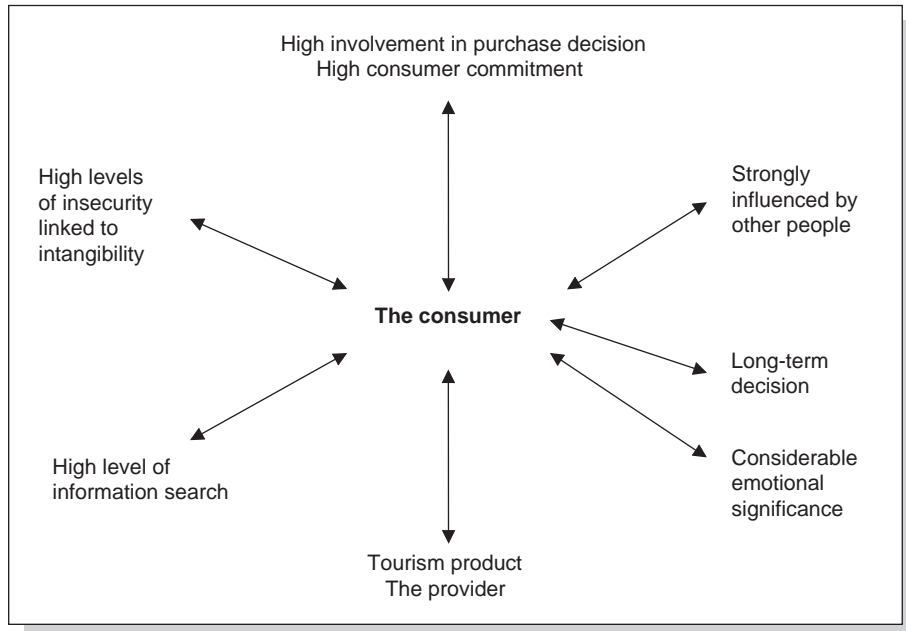 High involvement in purchase decision
High consumer commitment
High levels
of insecurity
linked to
intangibility
Strongly
influenced by
other people
The consumer
Long-term
decision
High level of
information search
Considerable
emotional
significance
Tourism product
The provider